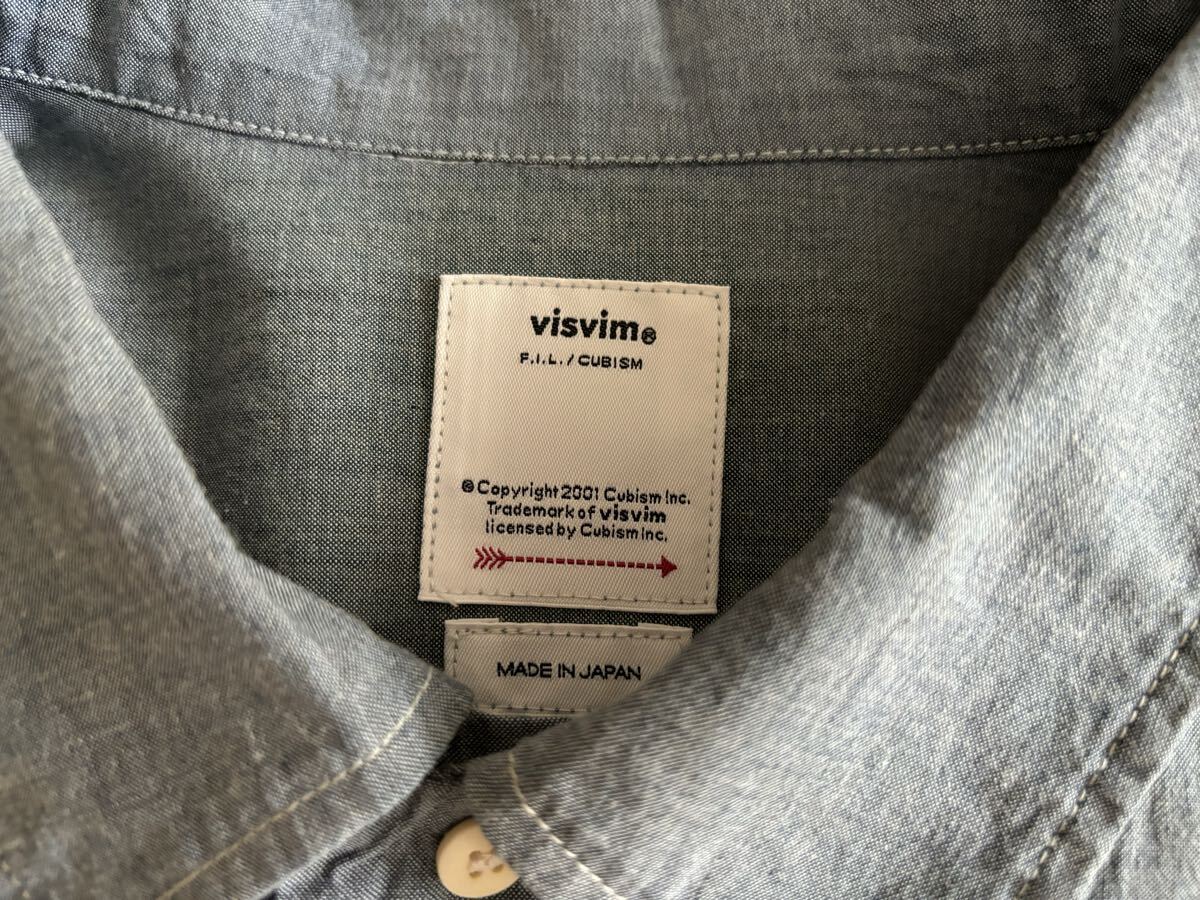 visvim®
F.I.L. / CUBISM
©Copyright 2001 Cubism Inc.
Trademark of visvim
licensed by Cubism Inc.
MADE IN JAPAN